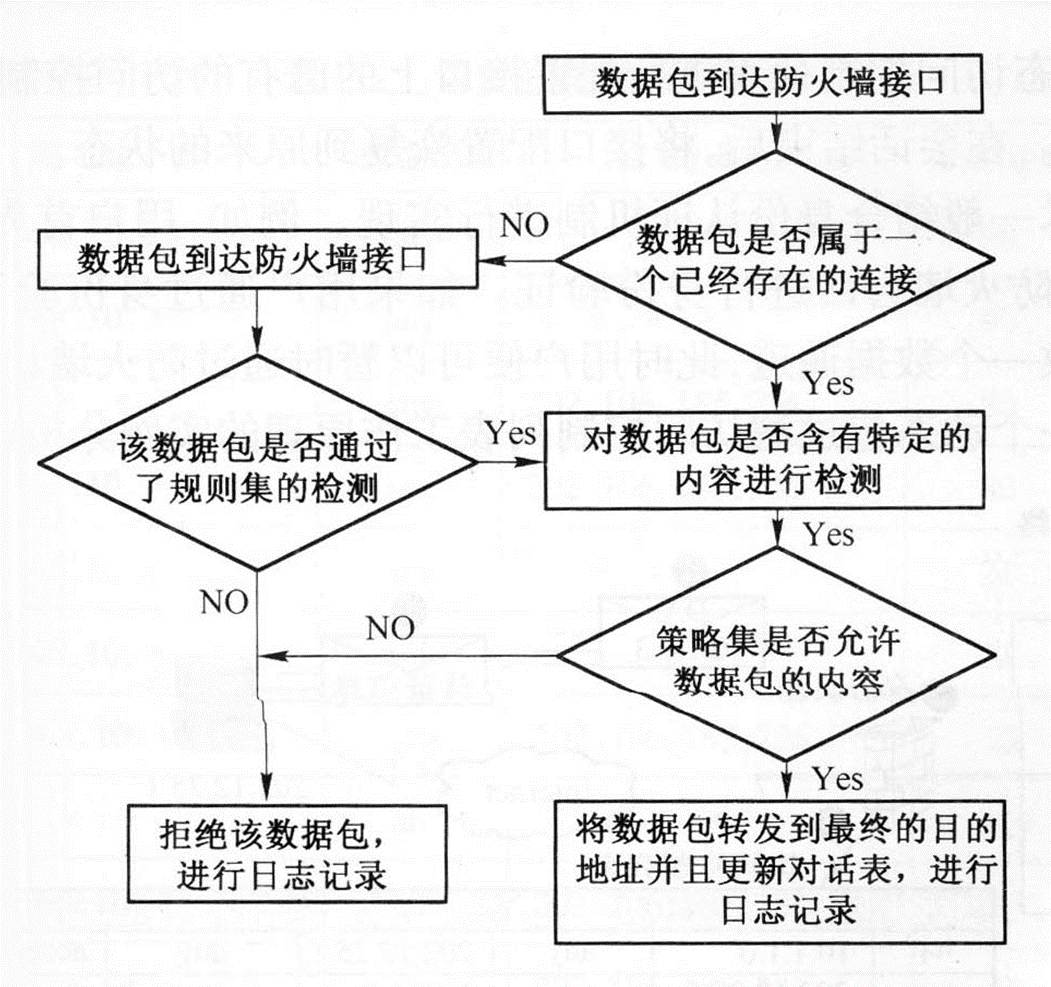 数据包到达防火墙接口
数据包是否属于一
个已经存在的连接
NO
数据包到达防火墙接口
Yes
该数据包是否通过
了规则集的检测
Yes
对数据包是否含有特定的
内容进行检测
Yes
NO
NO
策略集是否允许
数据包的内容
Yes
拒绝该数据包，
进行日志记录
将数据包转发到最终的目的
地址并且更新对话表，进行
日志记录